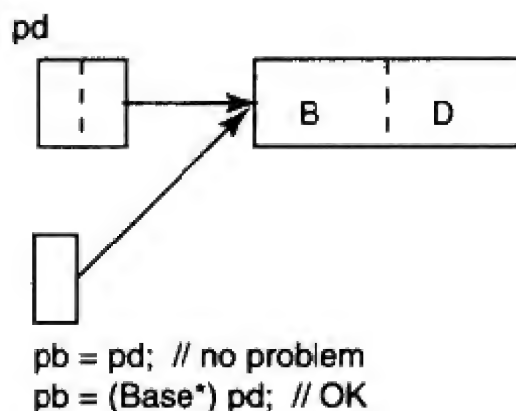 pd
B D
pb = pd; // no problem
pb = (Base*) pd; // OK